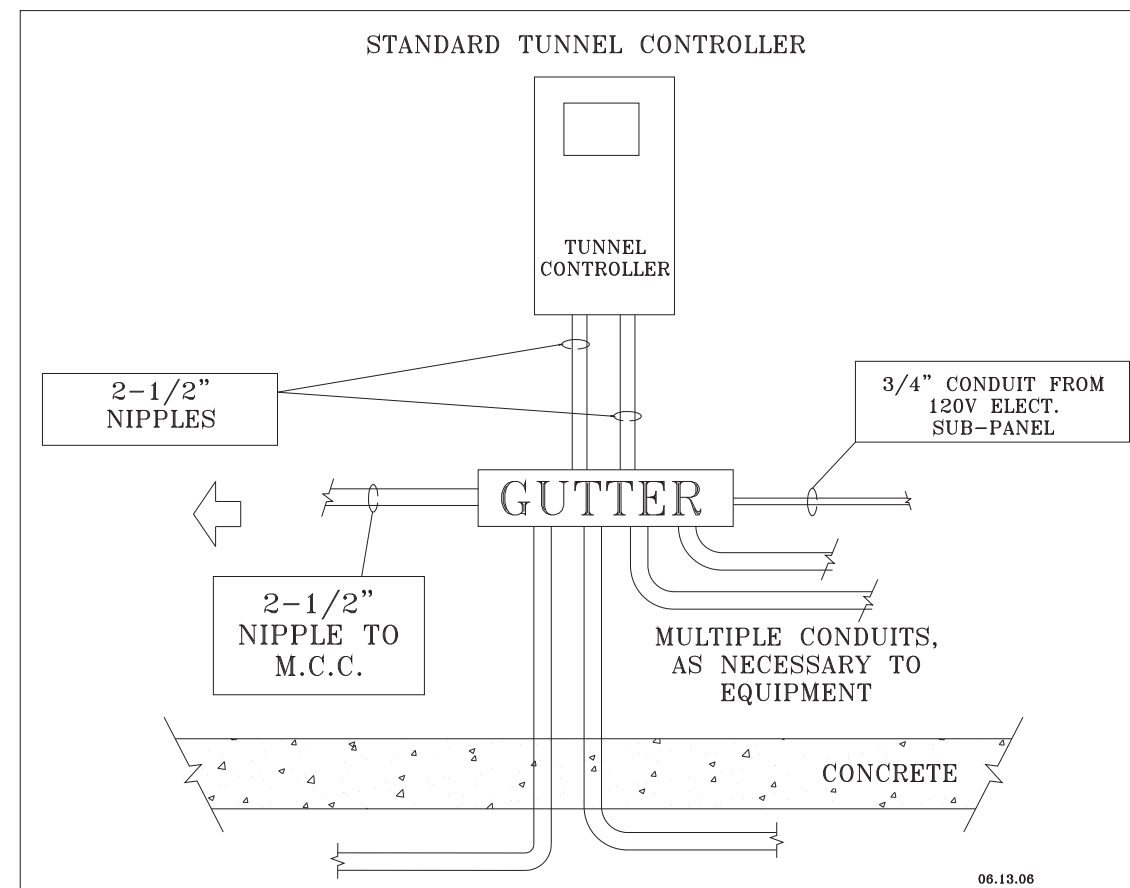 STANDARD TUNNEL CONTROLLER
TUNNEL
CONTROLLER
2-1/2"
NIPPLES
3/4" CONDUIT FROM
120V ELECT.
SUB-PANEL
GUTTER
2-1/2"
NIPPLE TO
M.C.C.
MULTIPLE CONDUITS,
AS NECESSARY TO
EQUIPMENT
CONCRETE
06.13.06